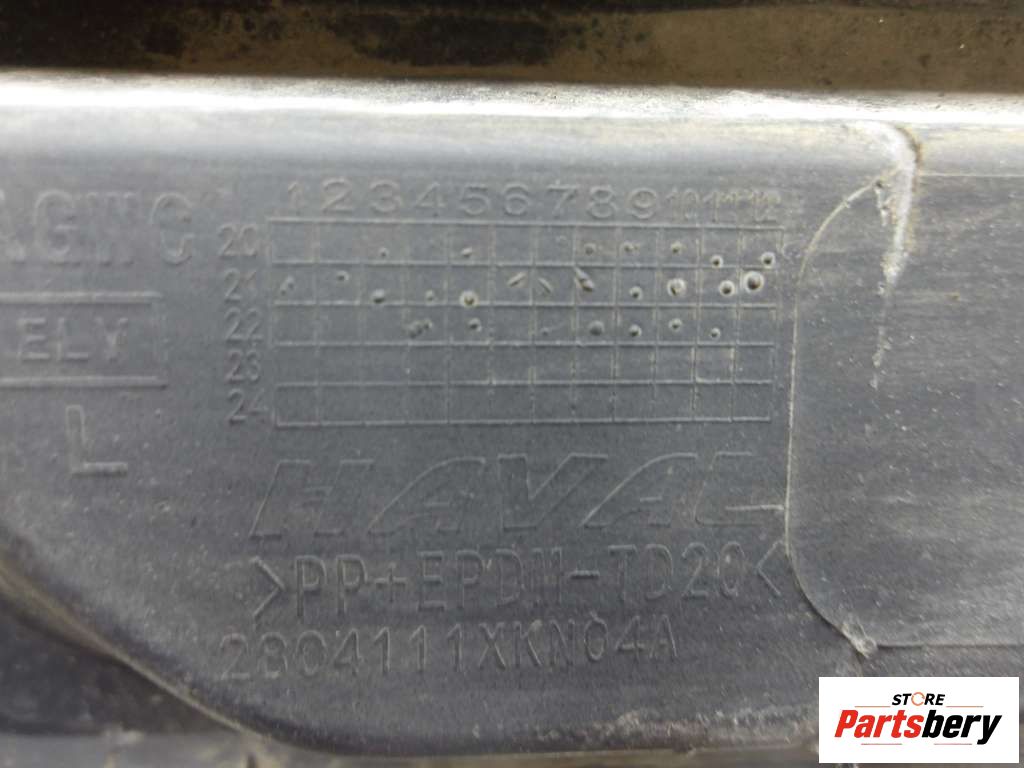 1 2 3 4 5 6 7 8 9 10 11 12
AGWC
20
21
22
ELY
23
24
L
HAVAL
>PP+EPDM-TD20<
2804111XKN04A
STORE
Partsbery